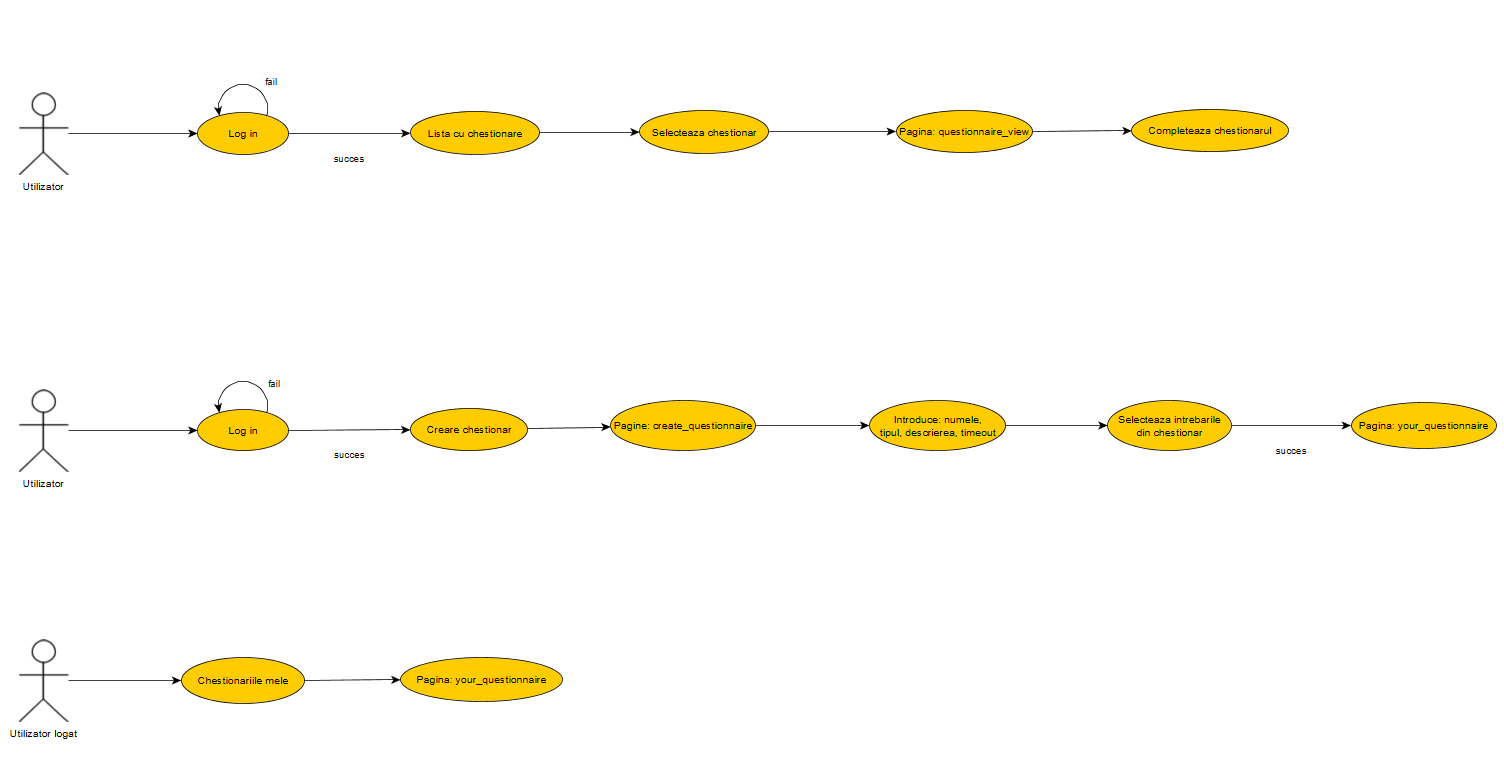 fail
Log in
Lista cu chestionare
Selecteaza chestionar
Pagina: questionnaire_view
Completeaza chestionarul
succes
Utilizator
fail
Log in
Creare chestionar
Pagine: create_questionnaire
Introduce: numele,
tipul, descrierea, timeout
Selecteaza intrebarile
din chestionar
Pagina: your_questionnaire
succes
succes
Utilizator
Chestionariile mele
Pagina: your_questionnaire
Utilizator logat